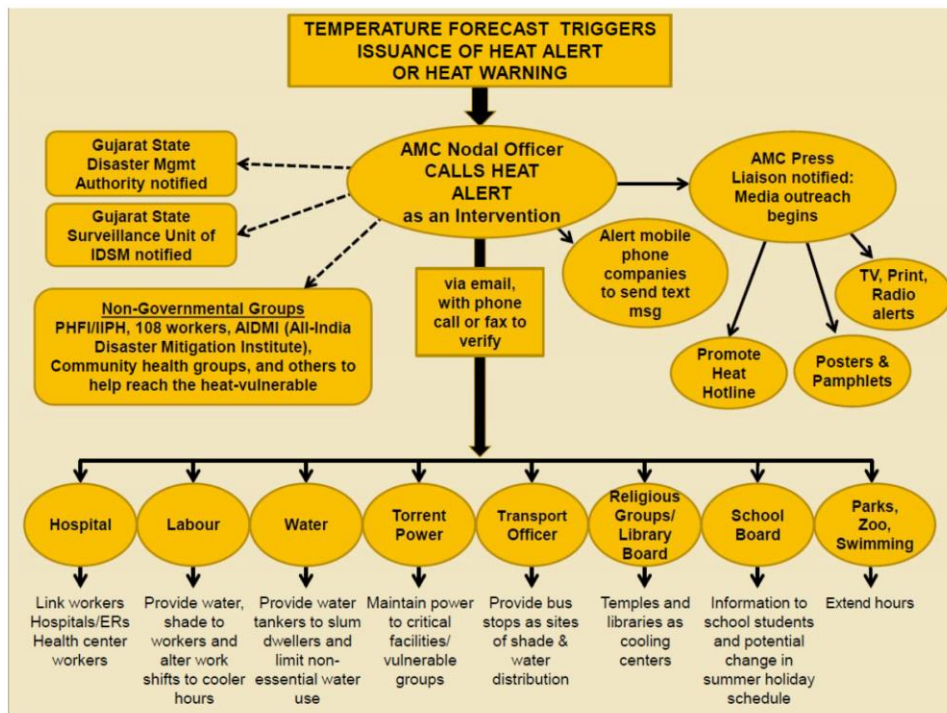 TEMPERATURE FORECAST TRIGGERS
ISSUANCE OF HEAT ALERT
OR HEAT WARNING
Gujarat State
Disaster Mgmt
Authority notified
AMC Nodal Officer
CALLS HEAT
ALERT
as an Intervention
AMC Press
Liaison notified:
Media outreach
begins
Gujarat State
Surveillance Unit of
IDSM notified
Alert mobile
phone
companies
to send text
msg
TV, Print,
Radio
alerts
via email,
with phone
call or fax to
verify
Non-Governmental Groups
PHFI/IIPH, 108 workers, AIDMI (All-India
Disaster Mitigation Institute),
Community health groups, and others to
help reach the heat-vulnerable
Promote
Heat
Hotline
Posters &
Pamphlets
Hospital
Labour
Water
Torrent
Power
Transport
Officer
Religious
Groups/
Library
Board
School
Board
Parks,
Zoo,
Swimming
Link workers
Hospitals/ERs
Health center
workers
Provide water,
shade to
workers and
alter work
shifts to cooler
hours
Provide water
tankers to slum
dwellers and
limit non-
essential water
use
Maintain power
to critical
facilities/
vulnerable
groups
Provide bus
stops as sites
of shade &
water
distribution
Temples and
libraries as
cooling
centers
Information to
school students
and potential
change in
summer holiday
schedule
Extend hours